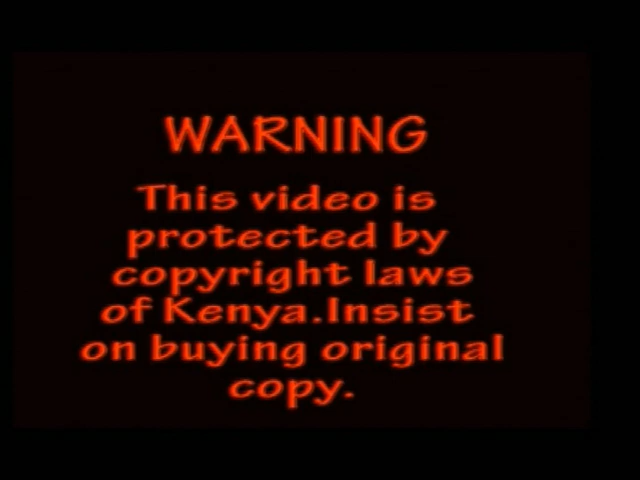 WARNING
This video is
protected by
copyright laws
of Kenya.Insist
on buying original
copy.